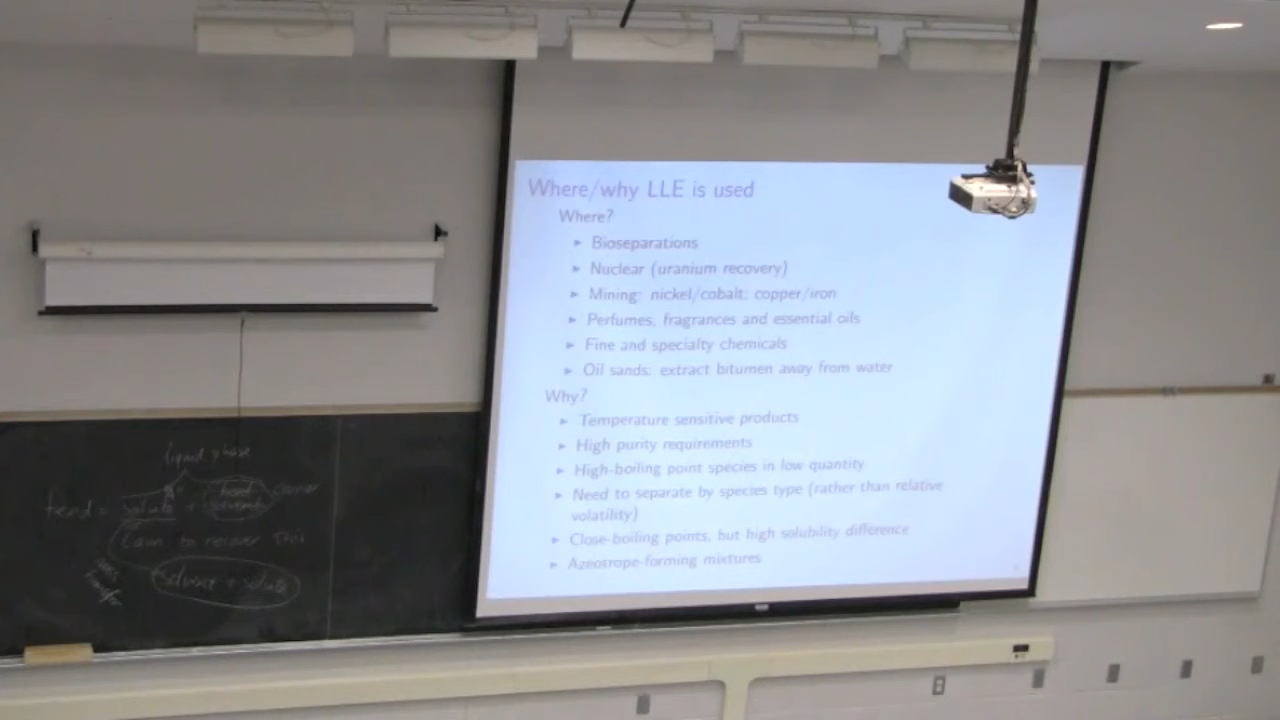 Where/why LLE is used
Where?
► Bioseparations
► Nuclear (uranium recovery)
► Mining: nickel/cobalt; copper/iron
► Perfumes, fragrances and essential oils
► Fine and specialty chemicals
► Oil sands: extract bitumen away from water
Why?
► Temperature sensitive products
► High purity requirements
► High-boiling point species in low quantity
► Need to separate by species type (rather than relative
volatility)
► Close-boiling points, but high solubility difference
► Azeotrope-forming mixtures
liquid phase
feed = solute + solvent carrier
to recover this
solvent + solute